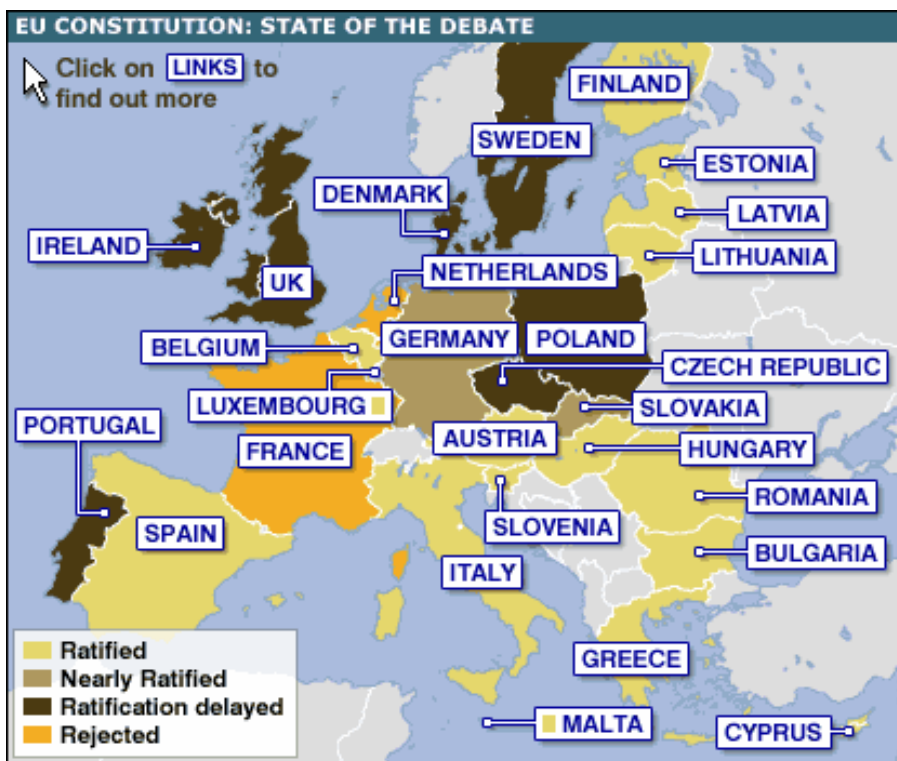 EU CONSTITUTION: STATE OF THE DEBATE
Click on LINKS to
find out more
FINLAND
SWEDEN
ESTONIA
DENMARK
LATVIA
IRELAND
LITHUANIA
NETHERLANDS
UK
GERMANY
POLAND
BELGIUM
CZECH REPUBLIC
LUXEMBOURG
SLOVAKIA
PORTUGAL
AUSTRIA
FRANCE
HUNGARY
ROMANIA
SPAIN
SLOVENIA
BULGARIA
ITALY
Ratified
Nearly Ratified
Ratification delayed
Rejected
GREECE
MALTA
CYPRUS